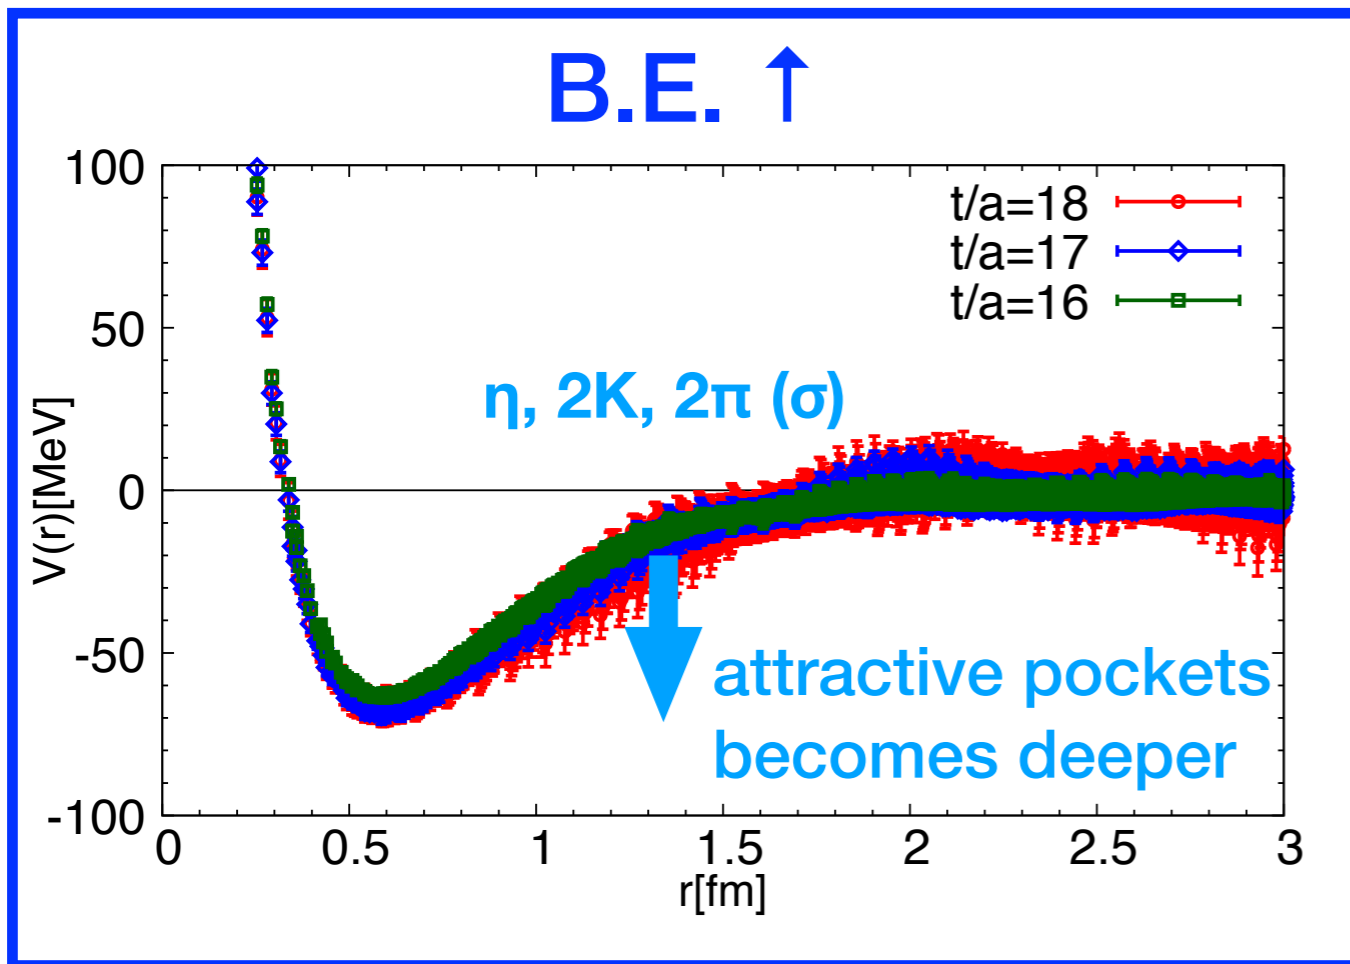 B.E. ↑
100
50
0
-50
-100
V(r)[MeV]
t/a=18
t/a=17
t/a=16
η, 2K, 2π (σ)
attractive pockets
becomes deeper
0 0.5 1 1.5 2 2.5 3
r[fm]